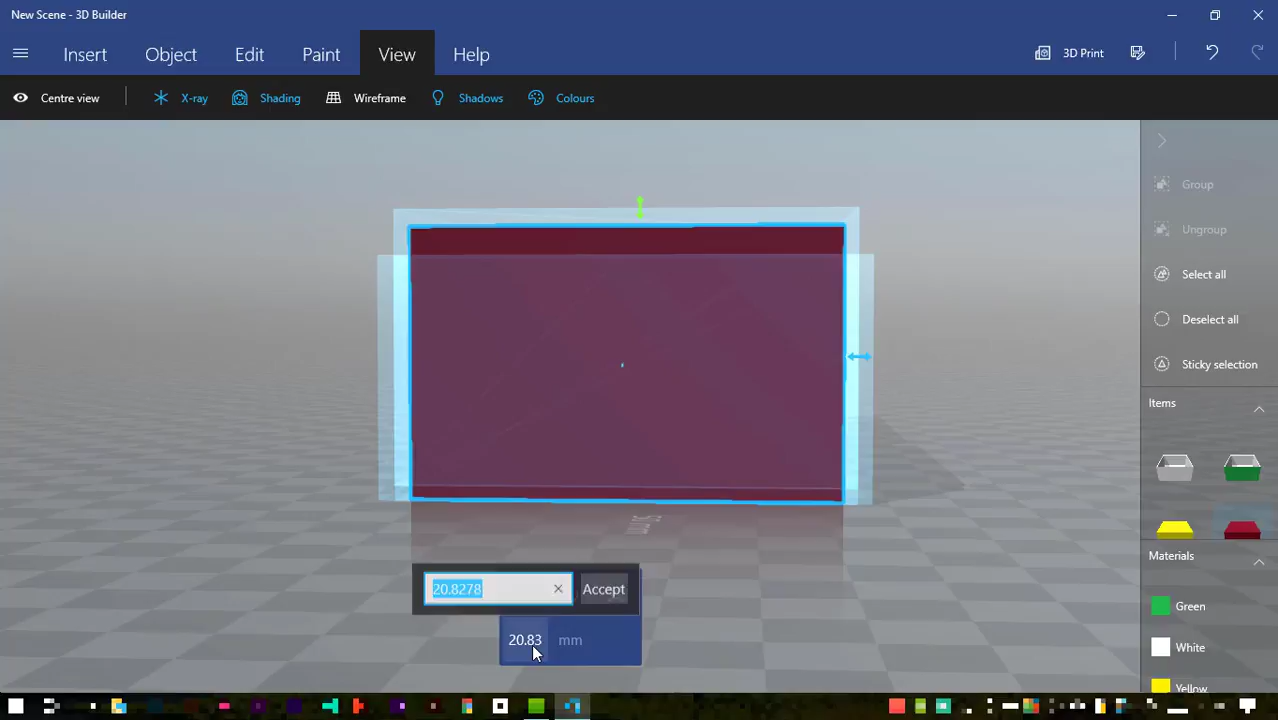 New Scene - 3D Builder
Insert Object Edit Paint View Help
3D Print
Centre view X-ray Shading Wireframe Shadows Colours
Group
Ungroup
Select all
Deselect all
Sticky selection
Items
Materials
Green
White
Yellow
20.8278 Accept
20.83 mm